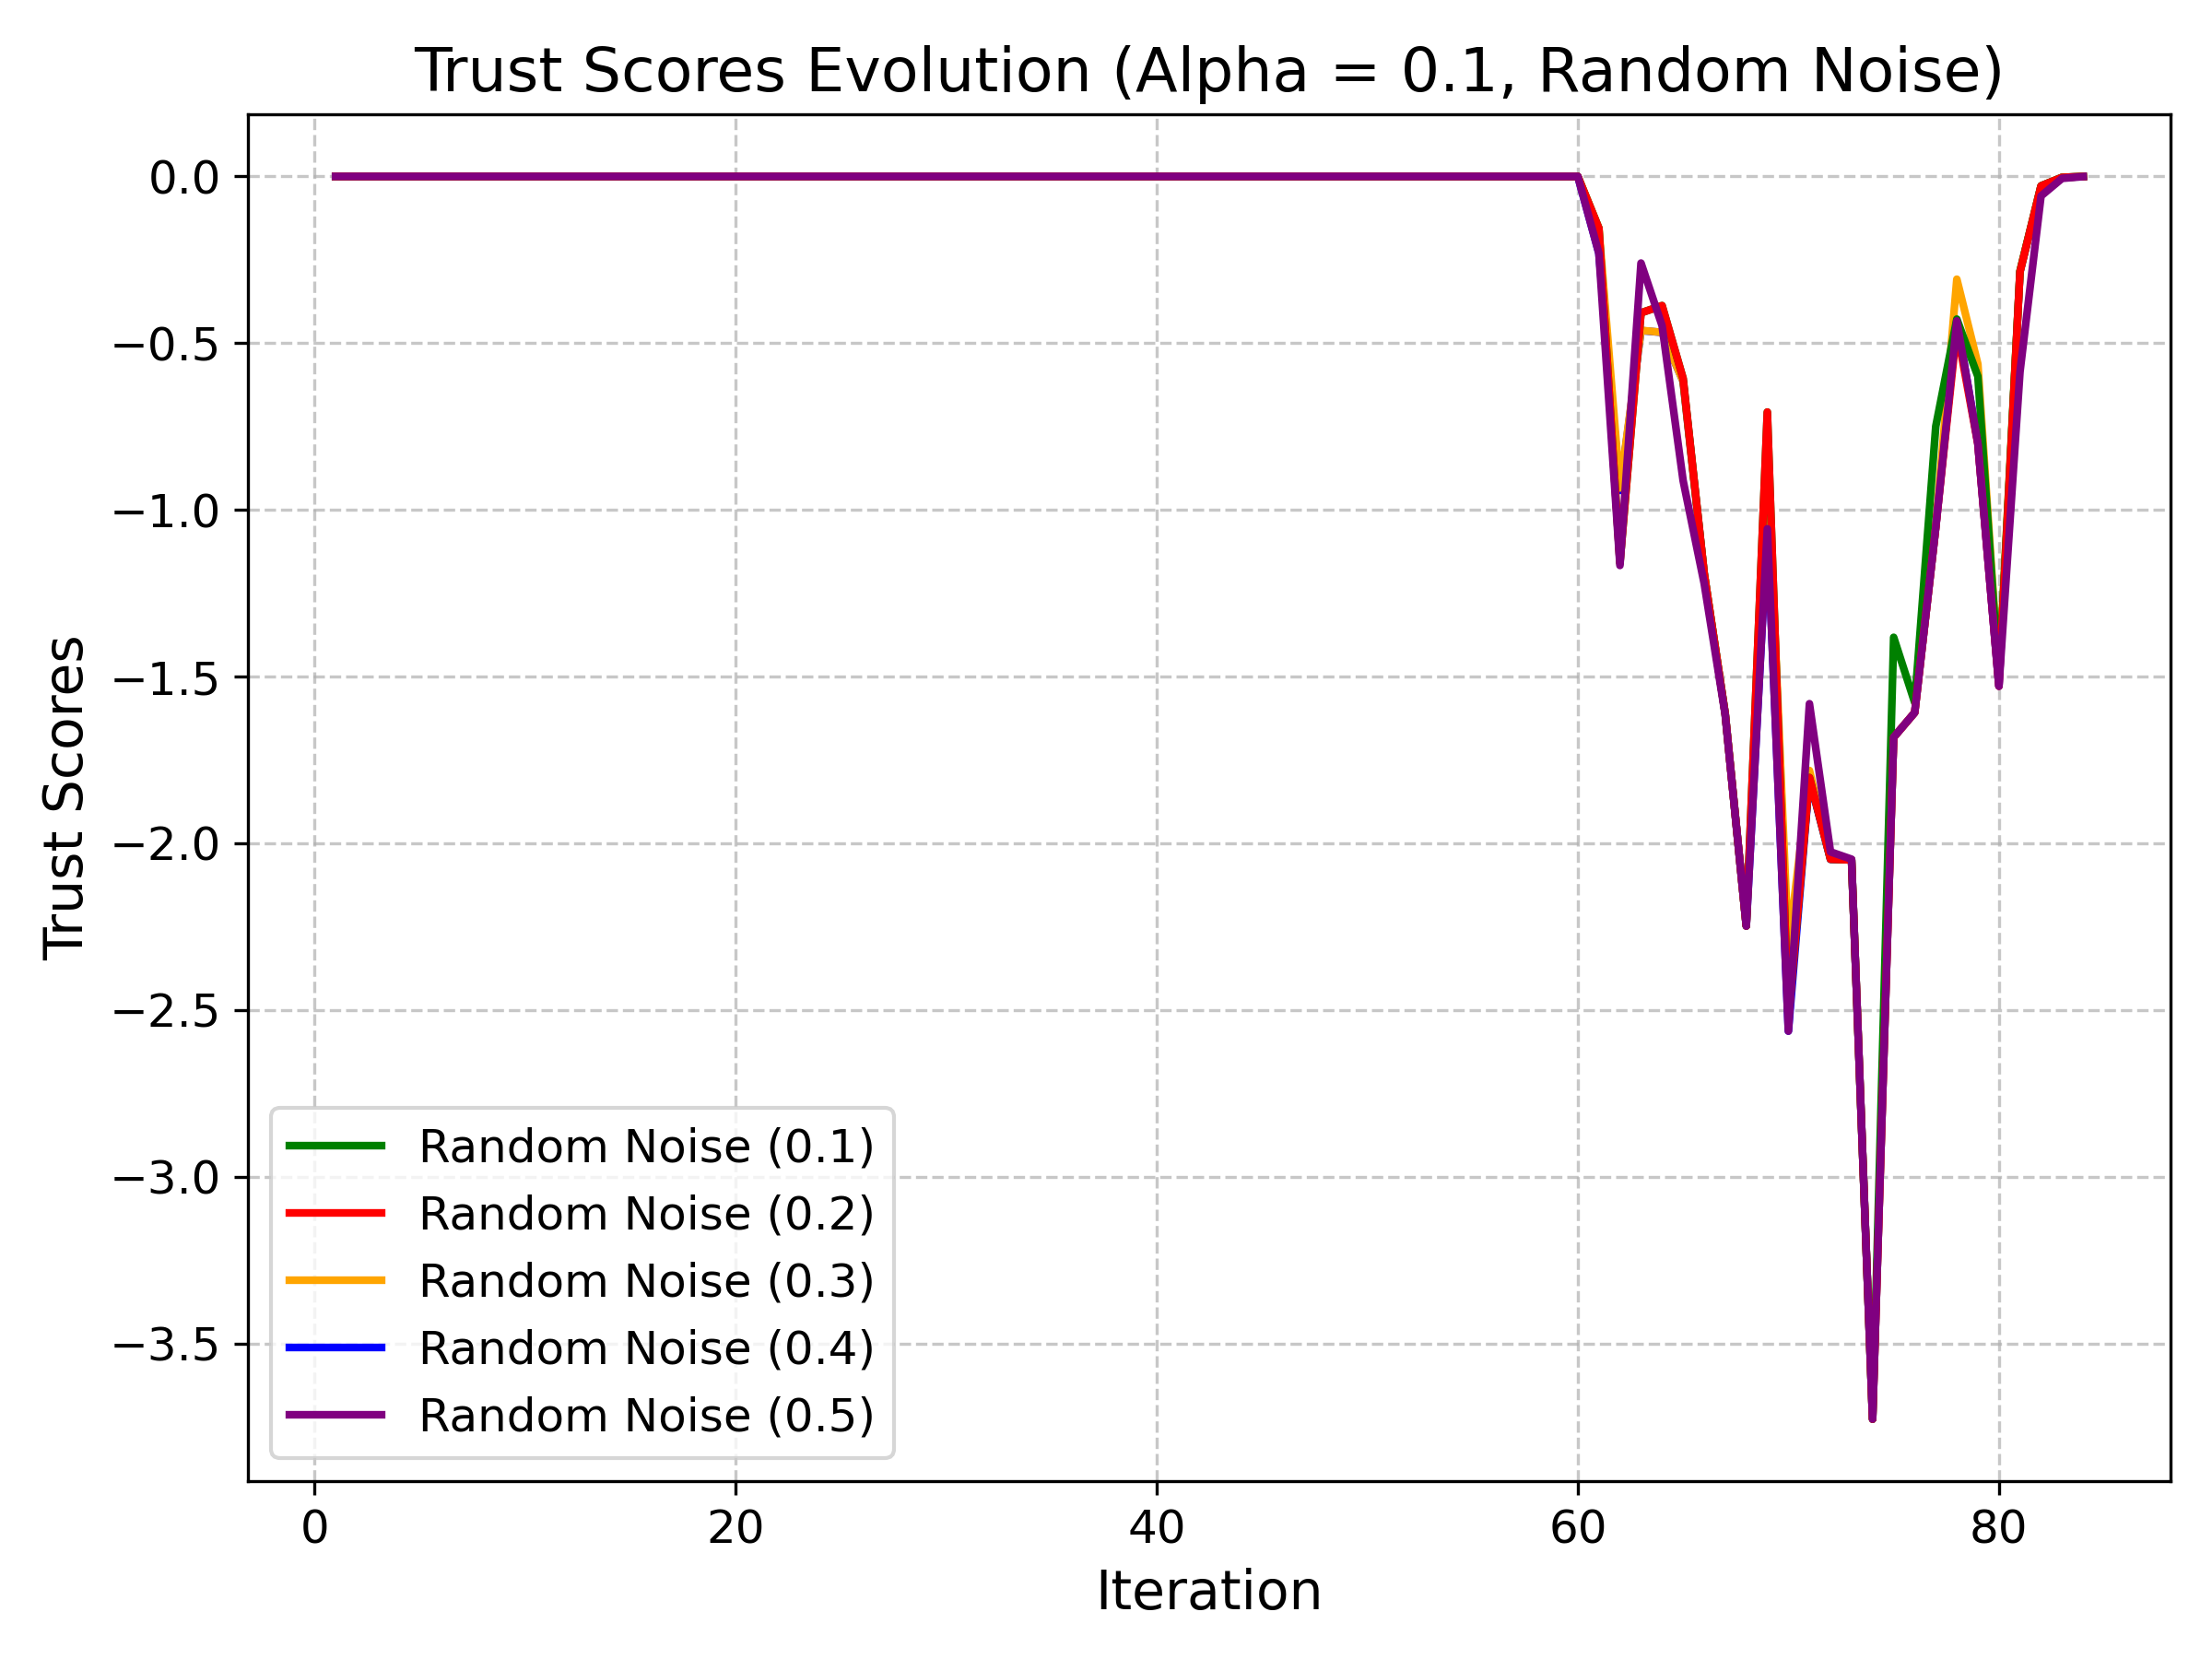 Trust Scores Evolution (Alpha = 0.1, Random Noise)
Trust Scores
0.0
−0.5
−1.0
−1.5
−2.0
−2.5
−3.0
−3.5
Random Noise (0.1)
Random Noise (0.2)
Random Noise (0.3)
Random Noise (0.4)
Random Noise (0.5)
0 20 40 60 80
Iteration